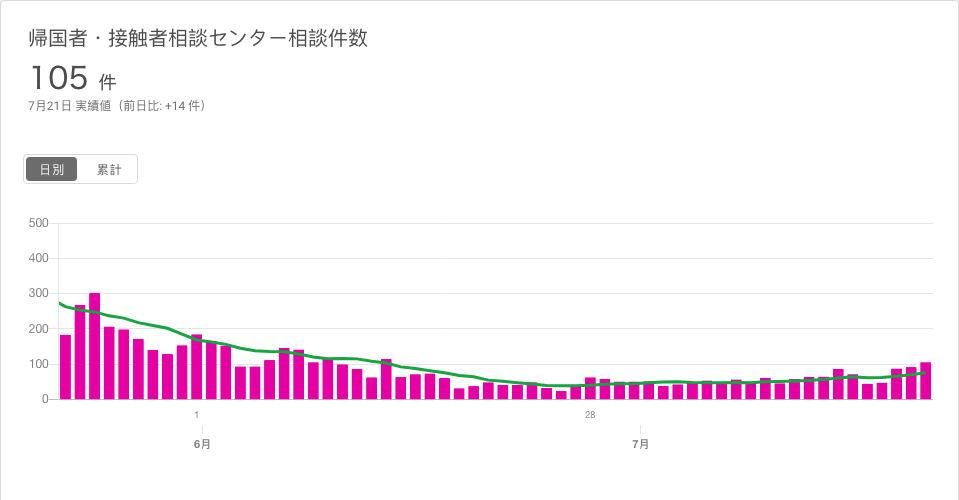 帰国者・接触者相談センター相談件数
105 件
7月21日 実績値（前日比: +14 件）
日別 累計
500
400
300
200
100
0
1 28
6月 7月